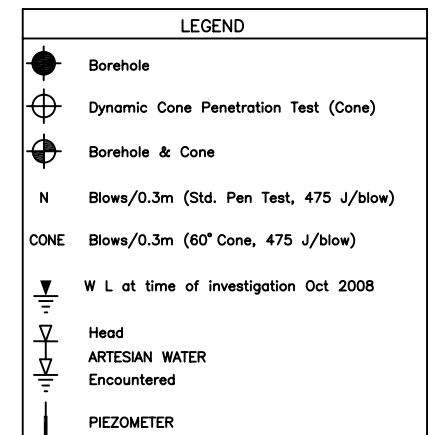 LEGEND
Borehole
Dynamic Cone Penetration Test (Cone)
Borehole & Cone
N Blows/0.3m (Std. Pen Test, 475 J/blow)
CONE Blows/0.3m (60° Cone, 475 J/blow)
W L at time of investigation Oct 2008
Head
ARTESIAN WATER
Encountered
PIEZOMETER